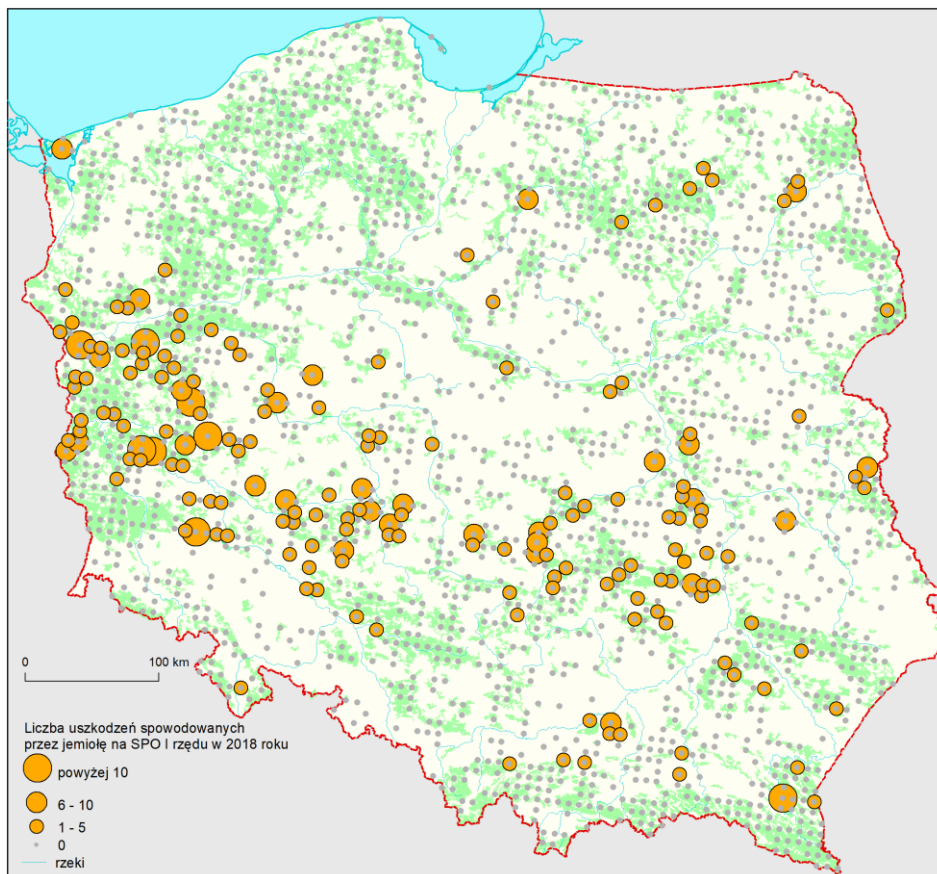 0 100 km
Liczba uszkodzeń spowodowanych
przez jemiołę na SPO I rzędu w 2018 roku
powyżej 10
6 - 10
1 - 5
0
rzeki